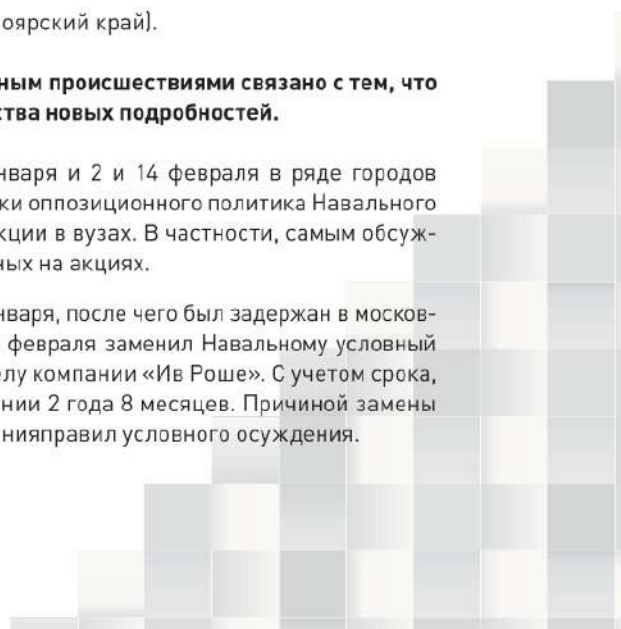 оярский край).
ным происшествиями связано с тем, что
ства новых подробностей.
нваря и 2 и 14 февраля в ряде городов
ки оппозиционного политика Навального
кции в вузах. В частности, самым обсуж-
ных на акциях.
нваря, после чего был задержан в москов-
февраля заменил Навальному условный
елу компании «Ив Роше». С учетом срока,
нии 2 года 8 месяцев. Причиной замены
нияправил условного осуждения.